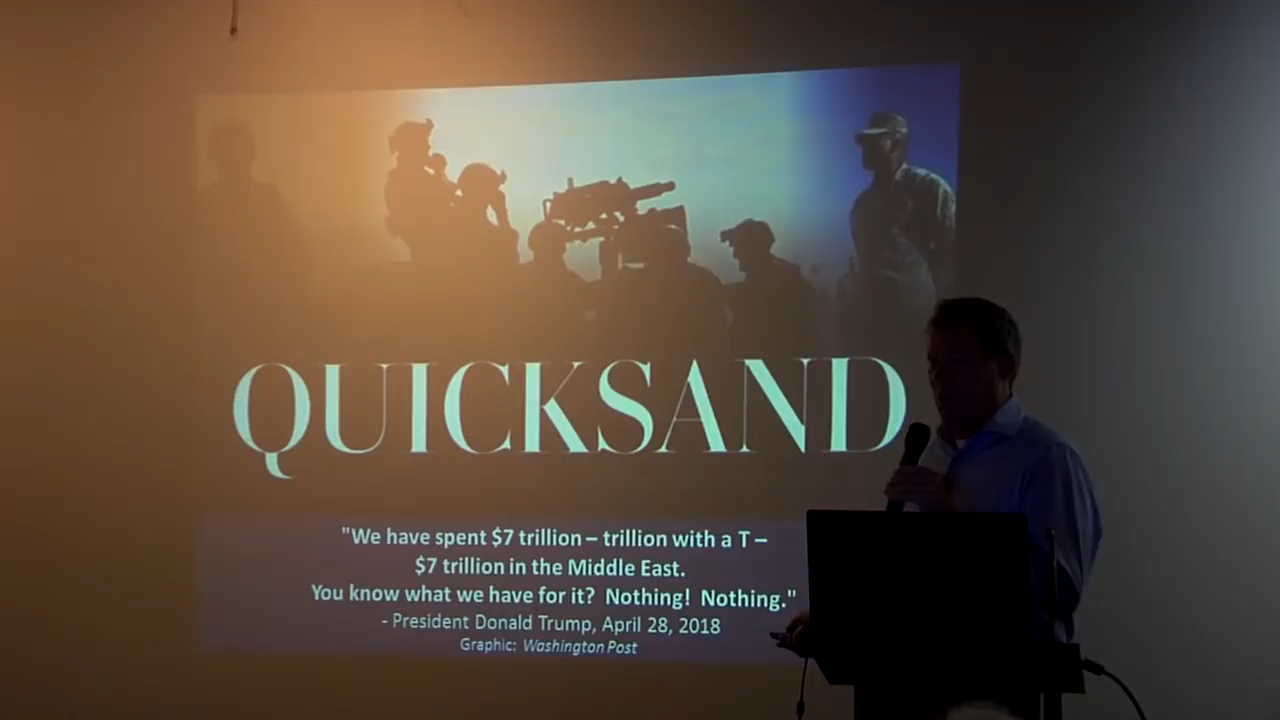 QUICKSAND
"We have spent $7 trillion – trillion with a T –
$7 trillion in the Middle East.
You know what we have for it?  Nothing!  Nothing."
- President Donald Trump, April 28, 2018
Graphic: Washington Post